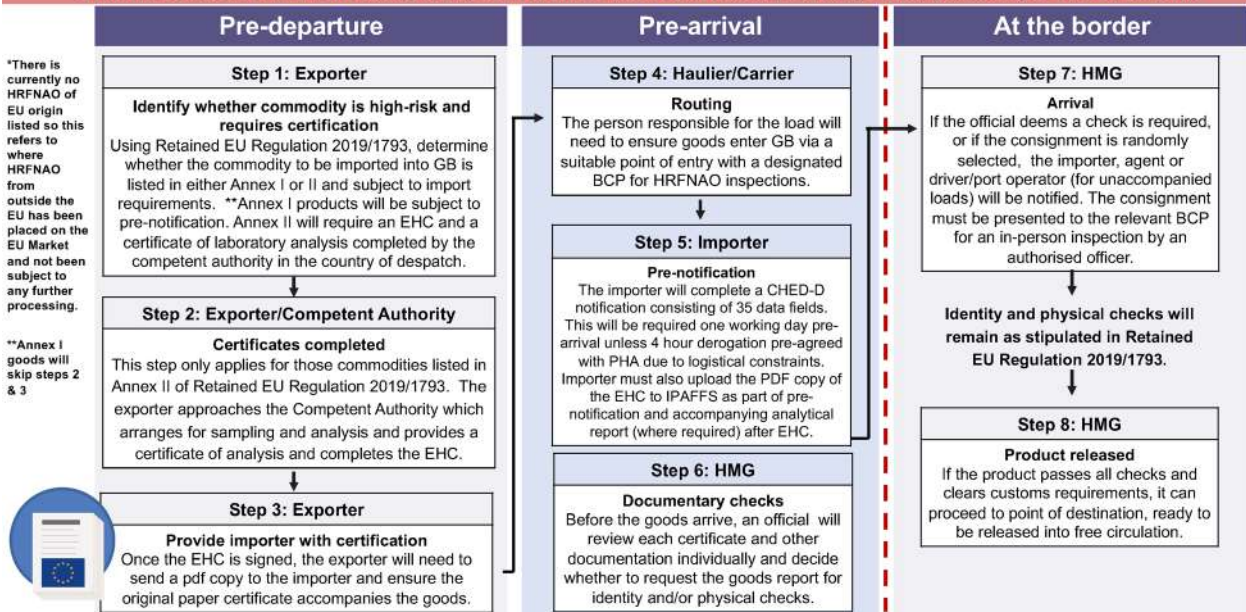 Pre-departure
*There is
currently no
HRFNAO of
EU origin
listed so this
refers to
where
HRFNAO
from
outside the
EU has been
placed on the
EU Market
and not been
subject to
any further
processing.
**Annex I
goods will
skip steps 2
& 3
Step 1: Exporter
Identify whether commodity is high-risk and
requires certification
Using Retained EU Regulation 2019/1793, determine
whether the commodity to be imported into GB is
listed in either Annex I or II and subject to import
requirements. **Annex I products will be subject to
pre-notification. Annex II will require an EHC and a
certificate of laboratory analysis completed by the
competent authority in the country of despatch.
Step 2: Exporter/Competent Authority
Certificates completed
This step only applies for those commodities listed in
Annex II of Retained EU Regulation 2019/1793. The
exporter approaches the Competent Authority which
arranges for sampling and analysis and provides a
certificate of analysis and completes the EHC.
Step 3: Exporter
Provide importer with certification
Once the EHC is signed, the exporter will need to
send a pdf copy to the importer and ensure the
original paper certificate accompanies the goods.
Pre-arrival
Step 4: Haulier/Carrier
Routing
The person responsible for the load will
need to ensure goods enter GB via a
suitable point of entry with a designated
BCP for HRFNAO inspections.
Step 5: Importer
Pre-notification
The importer will complete a CHED-D
notification consisting of 35 data fields.
This will be required one working day pre-
arrival unless 4 hour derogation pre-agreed
with PHA due to logistical constraints.
Importer must also upload the PDF copy of
the EHC to IPAFFS as part of pre-
notification and accompanying analytical
report (where required) after EHC.
Step 6: HMG
Documentary checks
Before the goods arrive, an official will
review each certificate and other
documentation individually and decide
whether to request the goods report for
identity and/or physical checks.
At the border
Step 7: HMG
Arrival
If the official deems a check is required,
or if the consignment is randomly
selected, the importer, agent or
driver/port operator (for unaccompanied
loads) will be notified. The consignment
must be presented to the relevant BCP
for an in-person inspection by an
authorised officer.
Identity and physical checks will
remain as stipulated in Retained
EU Regulation 2019/1793.
Step 8: HMG
Product released
If the product passes all checks and
clears customs requirements, it can
proceed to point of destination, ready to
be released into free circulation.